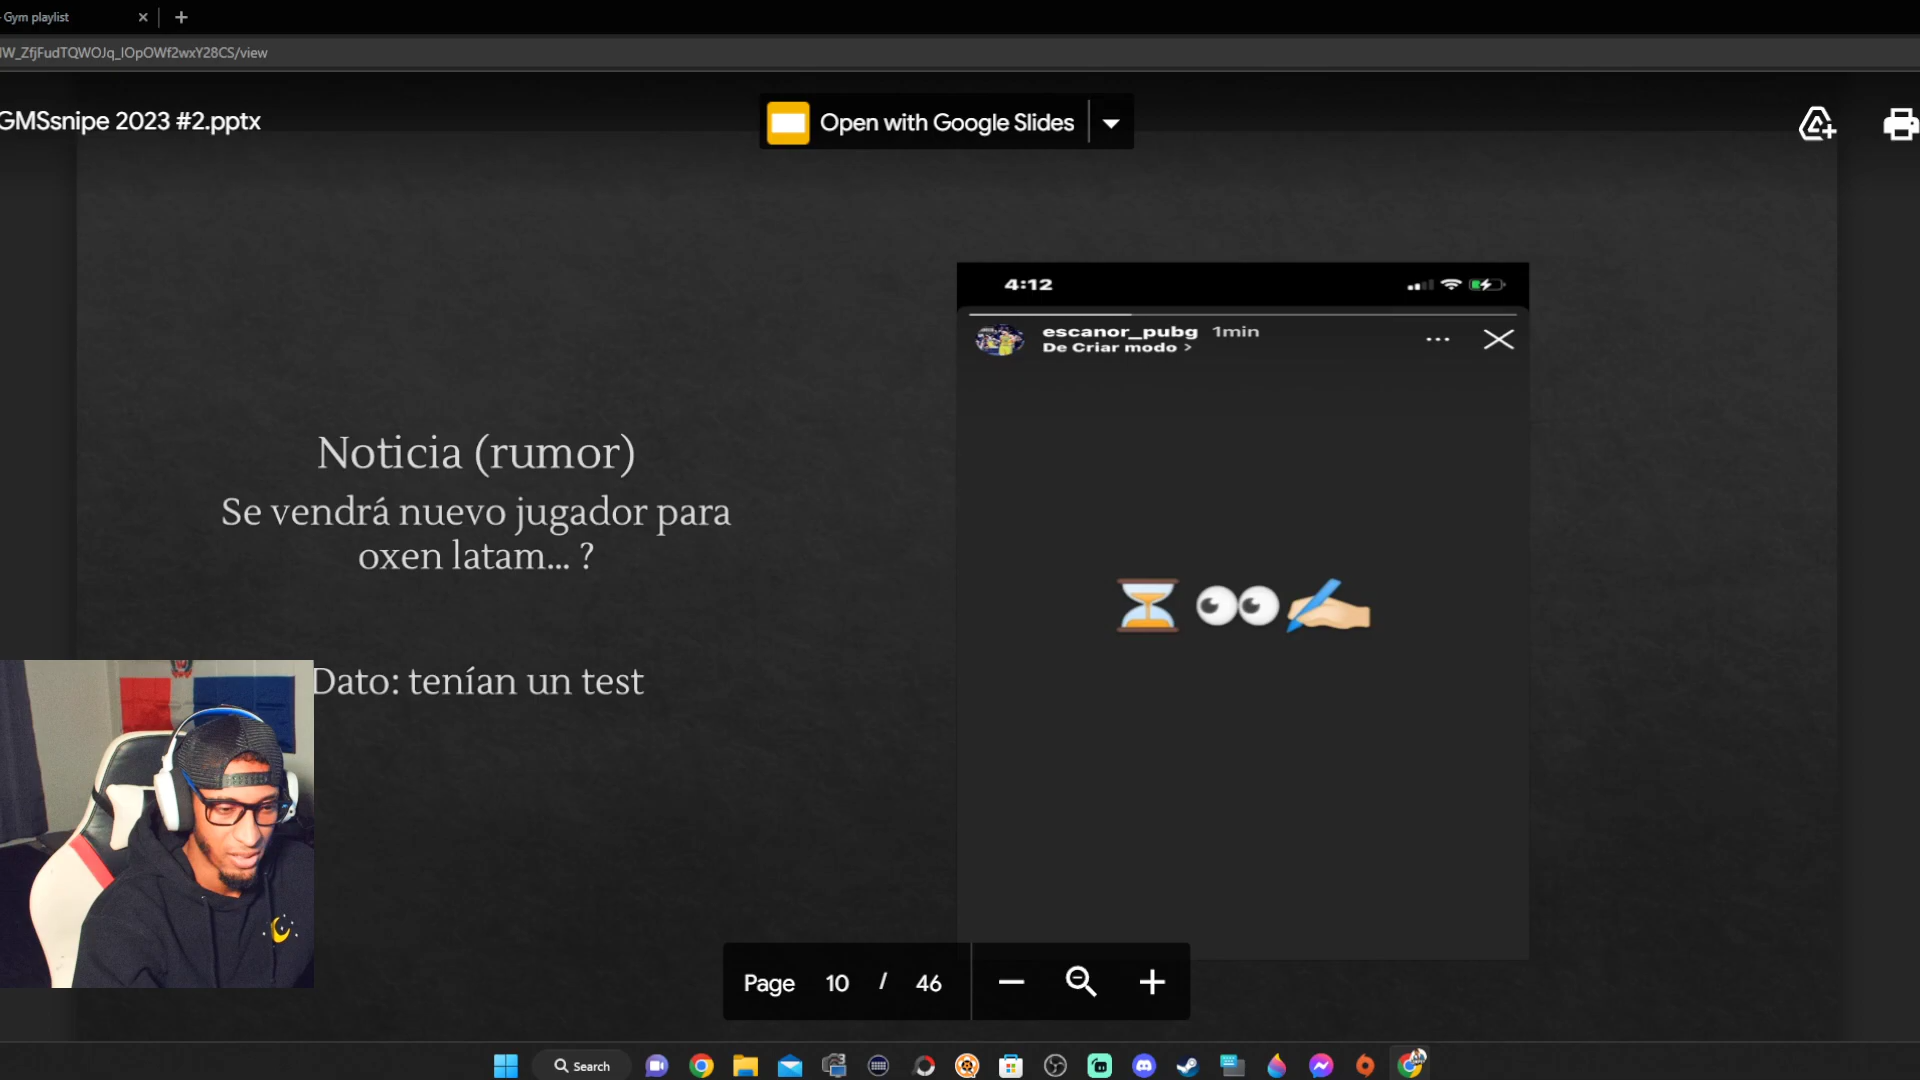 Gym playlist
IW_ZfjFudTQWOJq_lOpOWf2wxY28CS/view
GMSsnipe 2023 #2.pptx
Open with Google Slides
4:12
escanor_pubg 1min
De Criar modo >
Noticia (rumor)
Se vendrá nuevo jugador para
oxen latam... ?
Dato: tenían un test
Page 10 / 46
Search